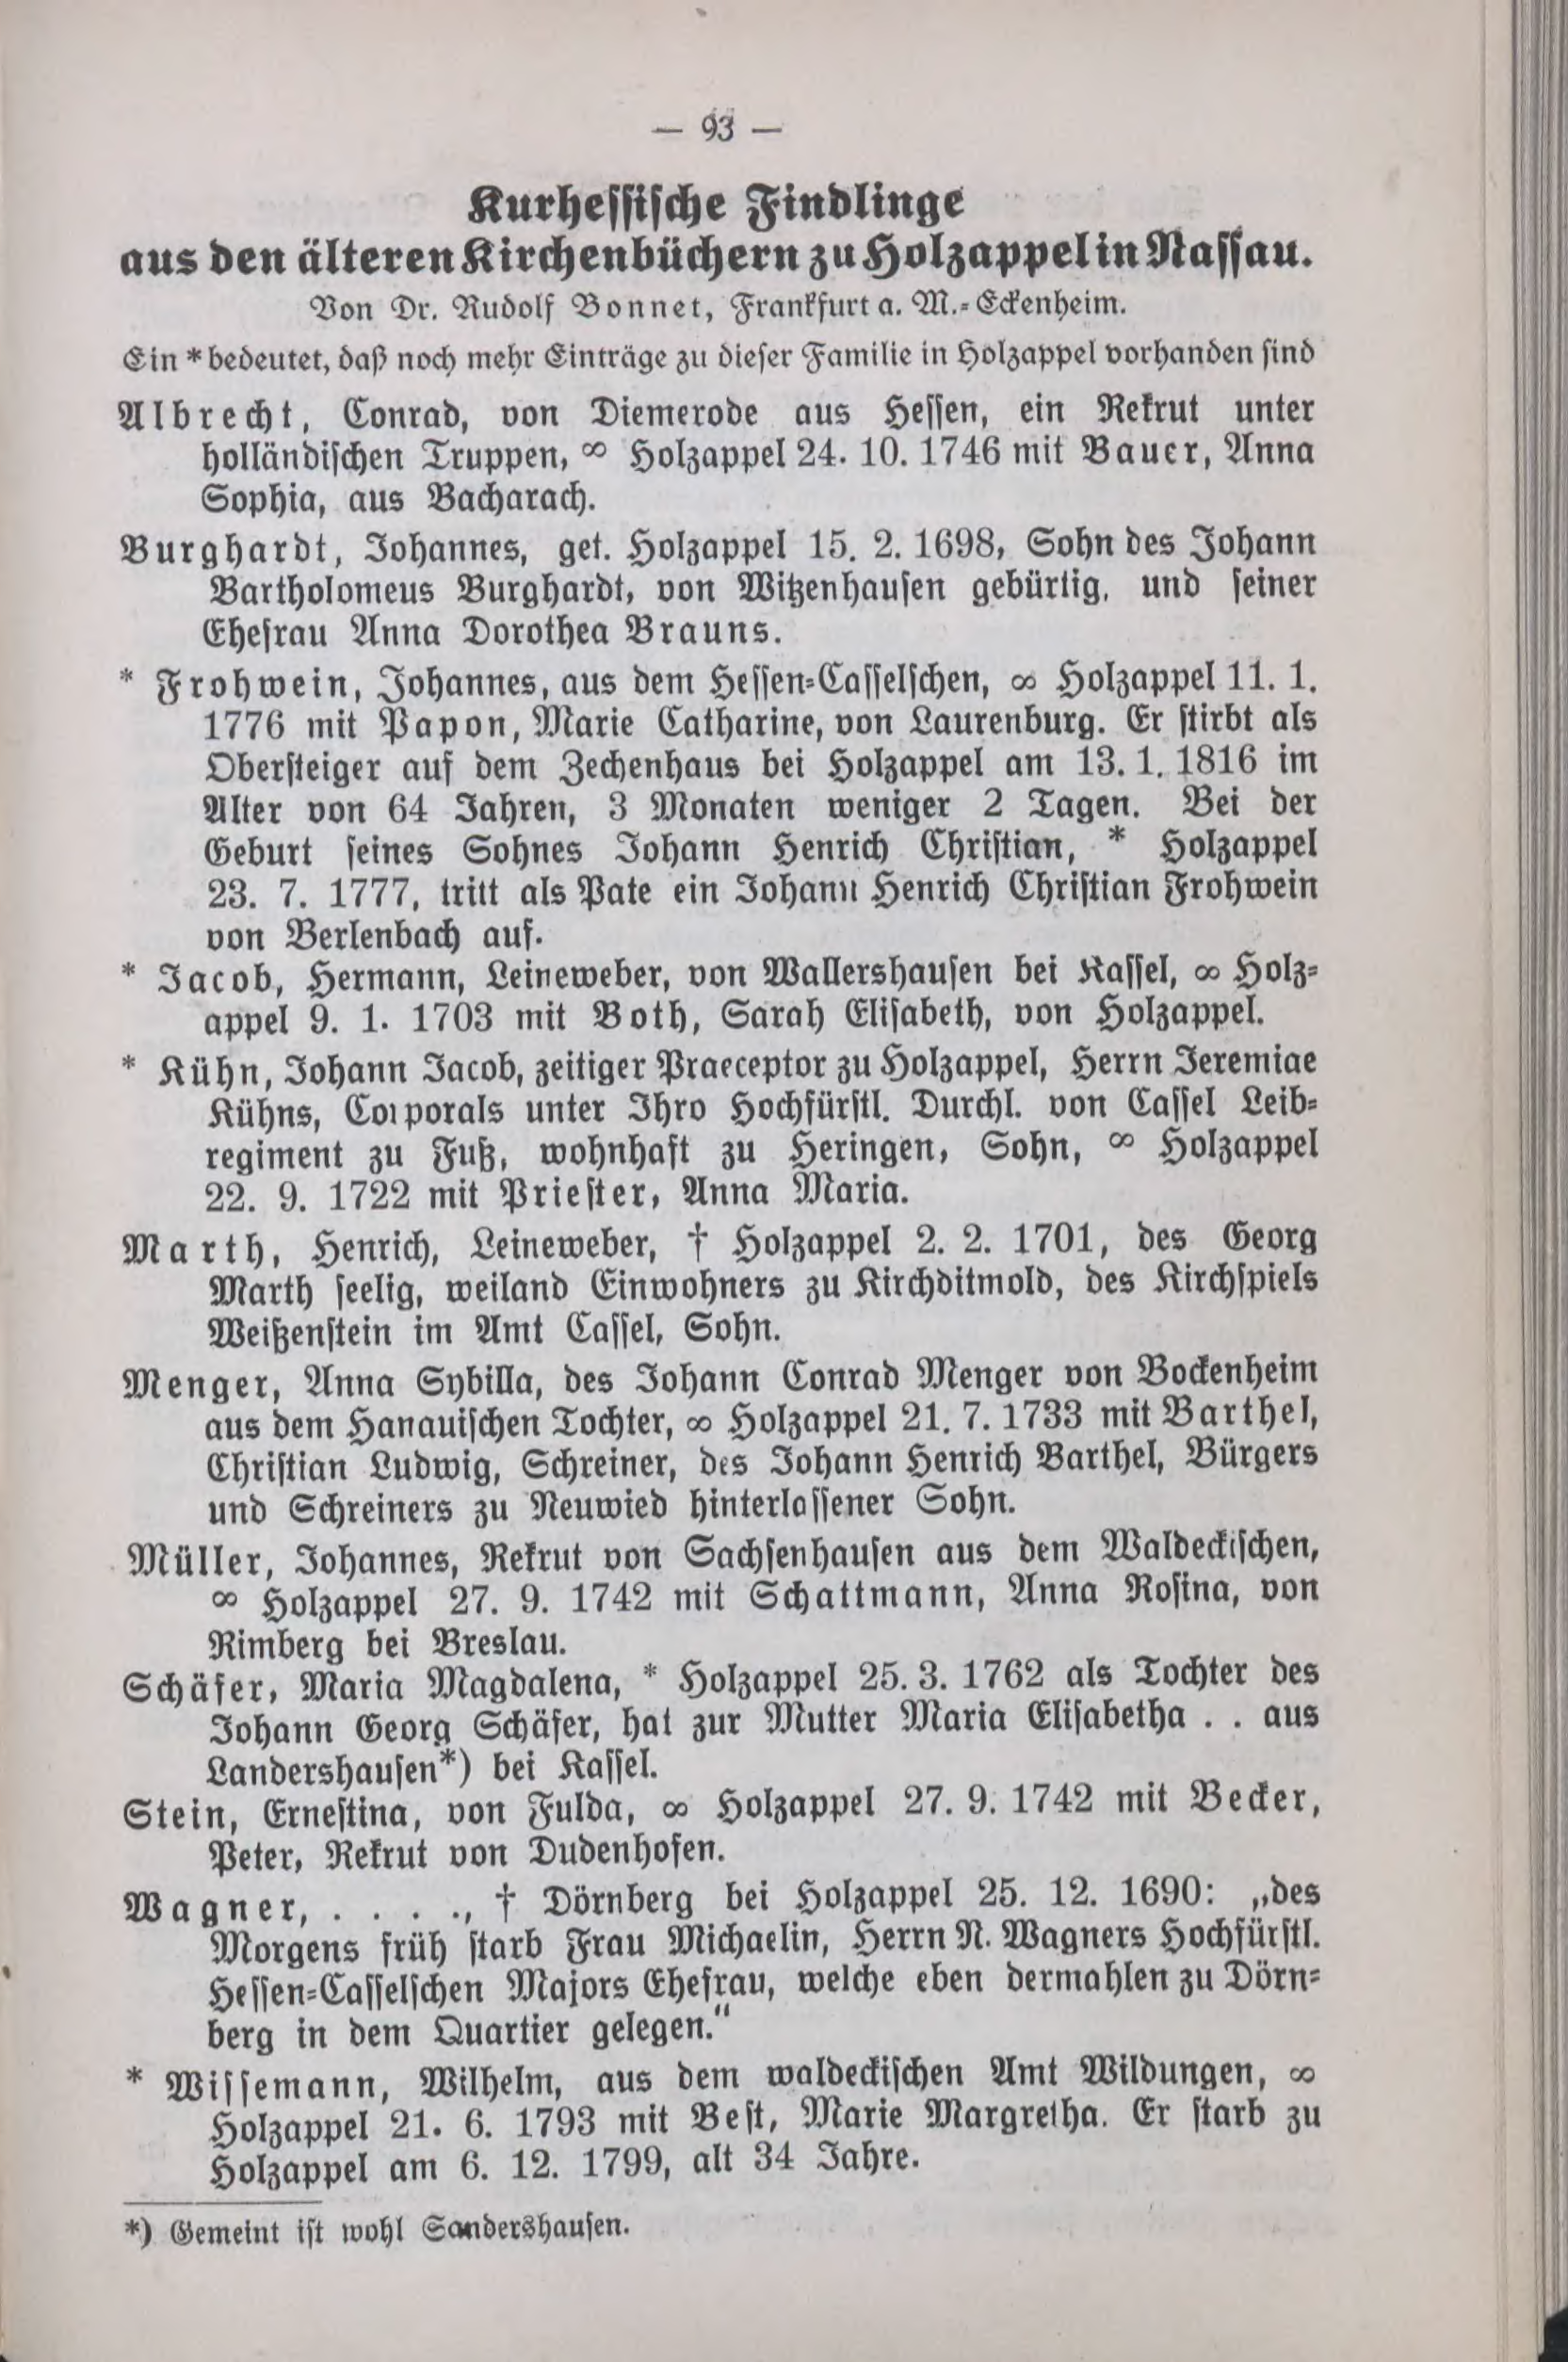 — 93 —
Kurhessische Findlinge
aus den älteren Kirchenbüchern zu Holzappel in Nassau.
Von Dr. Rudolf Bonnet, Frankfurt a. M.-Eckenheim.
Ein * bedeutet, daß noch mehr Einträge zu dieser Familie in Holzappel vorhanden sind
Albrecht, Conrad, von Diemerode aus Hessen, ein Rekrut unter
holländischen Truppen, ∞ Holzappel 24. 10. 1746 mit Bauer, Anna
Sophia, aus Bacharach.
Burghardt, Johannes, get. Holzappel 15. 2. 1698, Sohn des Johann
Bartholomeus Burghardt, von Witzenhausen gebürtig, und seiner
Ehefrau Anna Dorothea Brauns.
* Frohwein, Johannes, aus dem Hessen-Casselschen, ∞ Holzappel 11. 1.
1776 mit Papon, Marie Catharine, von Laurenburg. Er stirbt als
Obersteiger auf dem Zechenhaus bei Holzappel am 13. 1. 1816 im
Alter von 64 Jahren, 3 Monaten weniger 2 Tagen. Bei der
Geburt seines Sohnes Johann Henrich Christian, * Holzappel
23. 7. 1777, tritt als Pate ein Johann Henrich Christian Frohwein
von Berlenbach auf.
* Jacob, Hermann, Leineweber, von Wallershausen bei Kassel, ∞ Holz-
appel 9. 1. 1703 mit Both, Sarah Elisabeth, von Holzappel.
* Kühn, Johann Jacob, zeitiger Praeceptor zu Holzappel, Herrn Jeremiae
Kühns, Corporals unter Ihro Hochfürstl. Durchl. von Cassel Leib-
regiment zu Fuß, wohnhaft zu Heringen, Sohn, ∞ Holzappel
22. 9. 1722 mit Priester, Anna Maria.
Marth, Henrich, Leineweber, † Holzappel 2. 2. 1701, des Georg
Marth seelig, weiland Einwohners zu Kirchditmold, des Kirchspiels
Weißenstein im Amt Cassel, Sohn.
Menger, Anna Sybilla, des Johann Conrad Menger von Bockenheim
aus dem Hanauischen Tochter, ∞ Holzappel 21. 7. 1733 mit Barthel,
Christian Ludwig, Schreiner, des Johann Henrich Barthel, Bürgers
und Schreiners zu Neuwied hinterlassener Sohn.
Müller, Johannes, Rekrut von Sachsenhausen aus dem Waldeckischen,
∞ Holzappel 27. 9. 1742 mit Schattmann, Anna Rosina, von
Rimberg bei Breslau.
Schäfer, Maria Magdalena, * Holzappel 25. 3. 1762 als Tochter des
Johann Georg Schäfer, hat zur Mutter Maria Elisabetha . . aus
Landershausen*) bei Kassel.
Stein, Ernestina, von Fulda, ∞ Holzappel 27. 9. 1742 mit Becker,
Peter, Rekrut von Dudenhofen.
Wagner, . . . ., † Dörnberg bei Holzappel 25. 12. 1690: „des
Morgens früh starb Frau Michaelin, Herrn N. Wagners Hochfürstl.
Hessen-Casselschen Majors Ehefrau, welche eben dermahlen zu Dörn-
berg in dem Quartier gelegen.“
* Wissemann, Wilhelm, aus dem waldeckischen Amt Wildungen, ∞
Holzappel 21. 6. 1793 mit Best, Marie Margretha. Er starb zu
Holzappel am 6. 12. 1799, alt 34 Jahre.
*) Gemeint ist wohl Sandershausen.